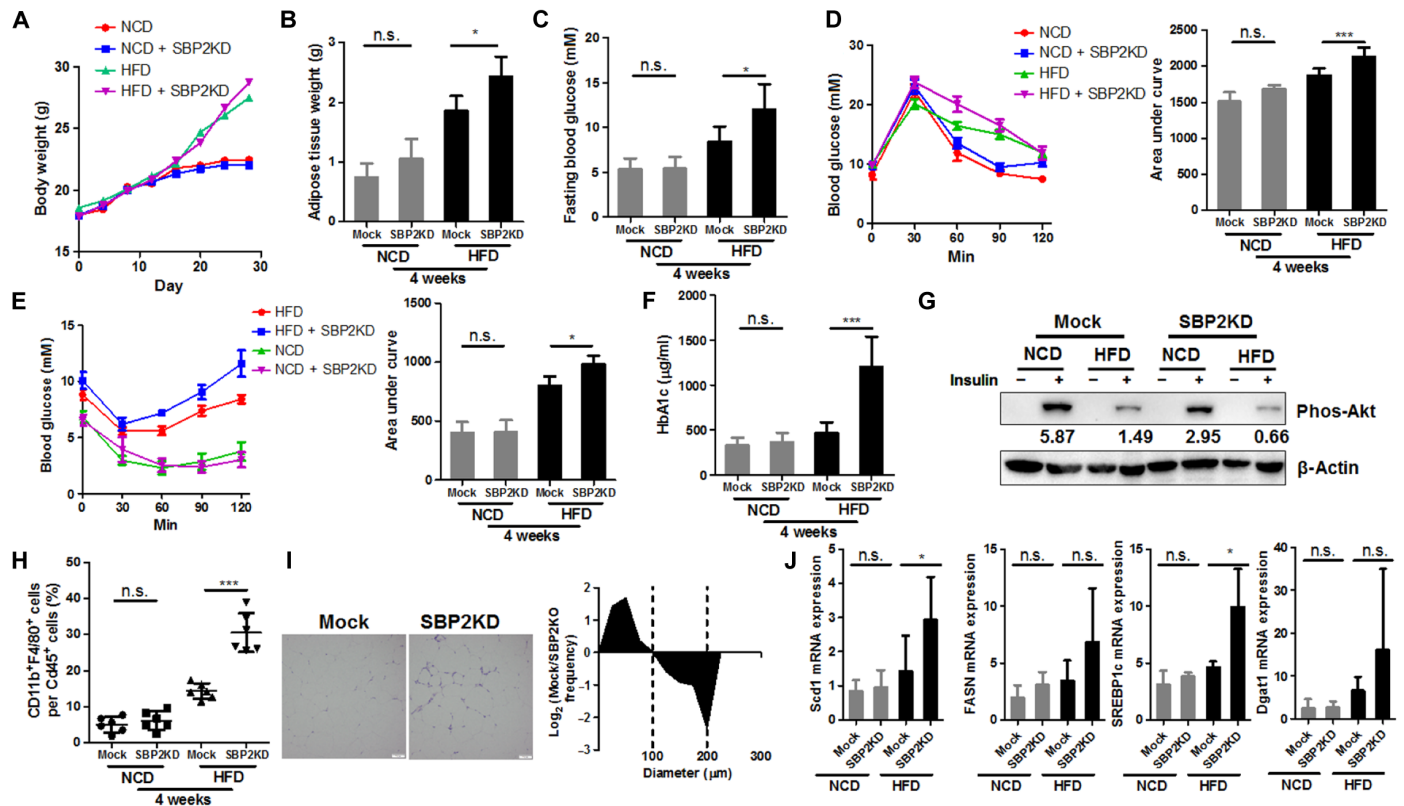 A
NCD
NCD + SBP2KD
HFD
HFD + SBP2KD
Body weight (g)
30
25
20
15
0 10 20 30
Day
B
Adipose tissue weight (g)
3
2
1
0
n.s. *
Mock SBP2KD Mock SBP2KD
NCD HFD
4 weeks
C
Fasting blood glucose (mM)
20
15
10
5
0
n.s. *
Mock SBP2KD Mock SBP2KD
NCD HFD
4 weeks
D
NCD
NCD + SBP2KD
HFD
HFD + SBP2KD
Blood glucose (mM)
30
20
10
0
0 30 60 90 120
Min
Area under curve
2500
2000
1500
1000
500
0
n.s. ***
Mock SBP2KD Mock SBP2KD
NCD HFD
4 weeks
E
HFD
HFD + SBP2KD
NCD
NCD + SBP2KD
Blood glucose (mM)
15
10
5
0
0 30 60 90 120
Min
Area under curve
1500
1000
500
0
n.s. *
Mock SBP2KD Mock SBP2KD
NCD HFD
4 weeks
F
HbA1c (μg/ml)
2000
1500
1000
500
0
n.s. ***
Mock SBP2KD Mock SBP2KD
NCD HFD
4 weeks
G
Mock SBP2KD
NCD HFD NCD HFD
Insulin – + – + – + – +
Phos-Akt
5.87 1.49 2.95 0.66
β-Actin
H
CD11b+F4/80+ cells
per Cd45+ cells (%)
50
40
30
20
10
0
n.s. ***
Mock SBP2KD Mock SBP2KD
NCD HFD
4 weeks
I
Mock SBP2KD
Log2 (Mock/SBP2KO
frequency)
2
1
0
-1
-2
-3
100 200 300
Diameter (μm)
J
Scd1 mRNA expression
5
4
3
2
1
0
n.s. *
Mock SBP2KD Mock SBP2KD
NCD HFD
FASN mRNA expression
15
10
5
0
n.s. n.s.
Mock SBP2KD Mock SBP2KD
NCD HFD
SREBP1c mRNA expression
15
10
5
0
n.s. *
Mock SBP2KD Mock SBP2KD
NCD HFD
Dgat1 mRNA expression
40
30
20
10
0
n.s. n.s.
Mock SBP2KD Mock SBP2KD
NCD HFD